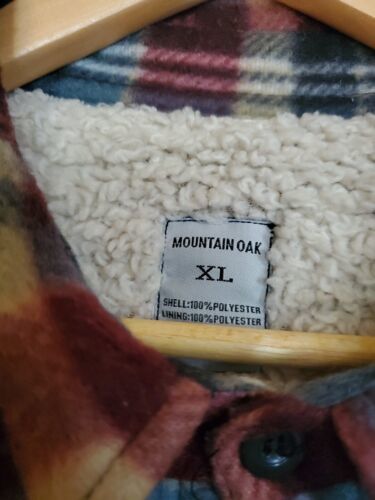 MOUNTAIN OAK
XL
SHELL:100%POLYESTER
LINING:100%POLYESTER